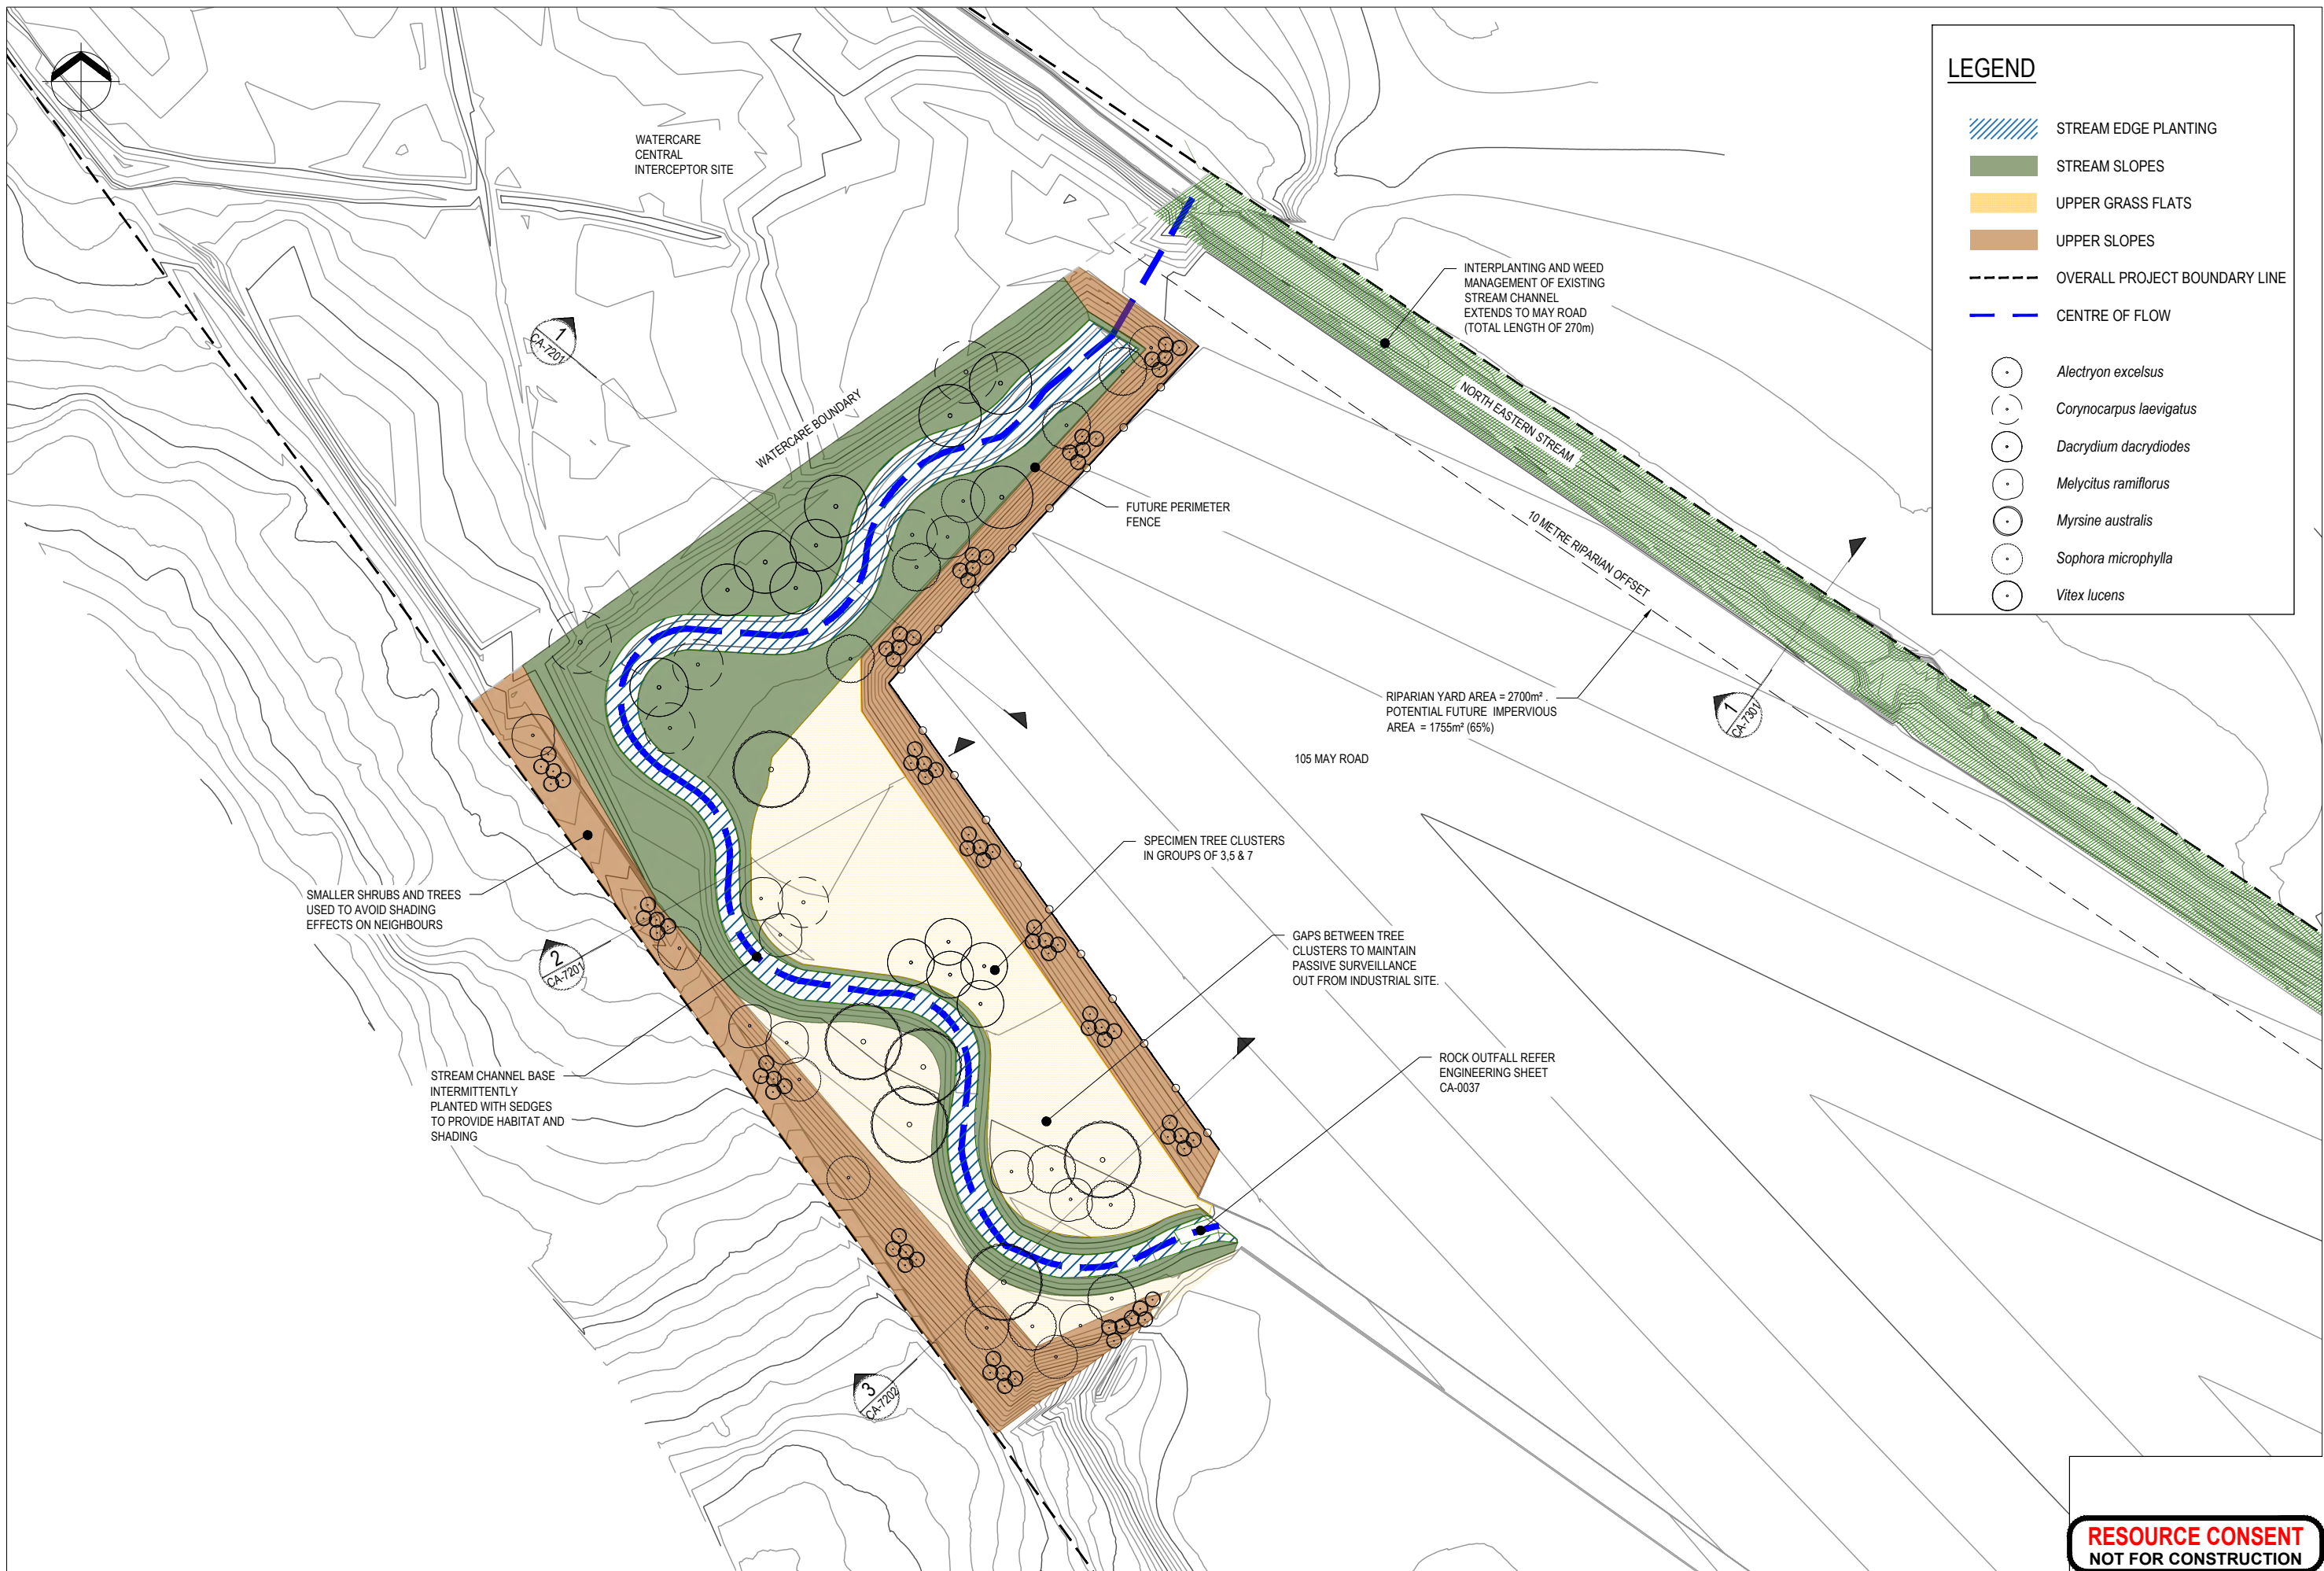 LEGEND
STREAM EDGE PLANTING
STREAM SLOPES
UPPER GRASS FLATS
UPPER SLOPES
OVERALL PROJECT BOUNDARY LINE
CENTRE OF FLOW
Alectryon excelsus
Corynocarpus laevigatus
Dacrydium dacrydiodes
Melycitus ramiflorus
Myrsine australis
Sophora microphylla
Vitex lucens
WATERCARE
CENTRAL
INTERCEPTOR SITE
INTERPLANTING AND WEED
MANAGEMENT OF EXISTING
STREAM CHANNEL
EXTENDS TO MAY ROAD
(TOTAL LENGTH OF 270m)
1
CA-7201
WATERCARE BOUNDARY
NORTH EASTERN STREAM
FUTURE PERIMETER
FENCE
10 METRE RIPARIAN OFFSET
RIPARIAN YARD AREA = 2700m² .
POTENTIAL FUTURE IMPERVIOUS
AREA = 1755m² (65%)
1
CA-7301
105 MAY ROAD
SPECIMEN TREE CLUSTERS
IN GROUPS OF 3,5 & 7
SMALLER SHRUBS AND TREES
USED TO AVOID SHADING
EFFECTS ON NEIGHBOURS
GAPS BETWEEN TREE
CLUSTERS TO MAINTAIN
PASSIVE SURVEILLANCE
OUT FROM INDUSTRIAL SITE.
2
CA-7201
ROCK OUTFALL REFER
ENGINEERING SHEET
CA-0037
STREAM CHANNEL BASE
INTERMITTENTLY
PLANTED WITH SEDGES
TO PROVIDE HABITAT AND
SHADING
3
CA-7202
RESOURCE CONSENT
NOT FOR CONSTRUCTION